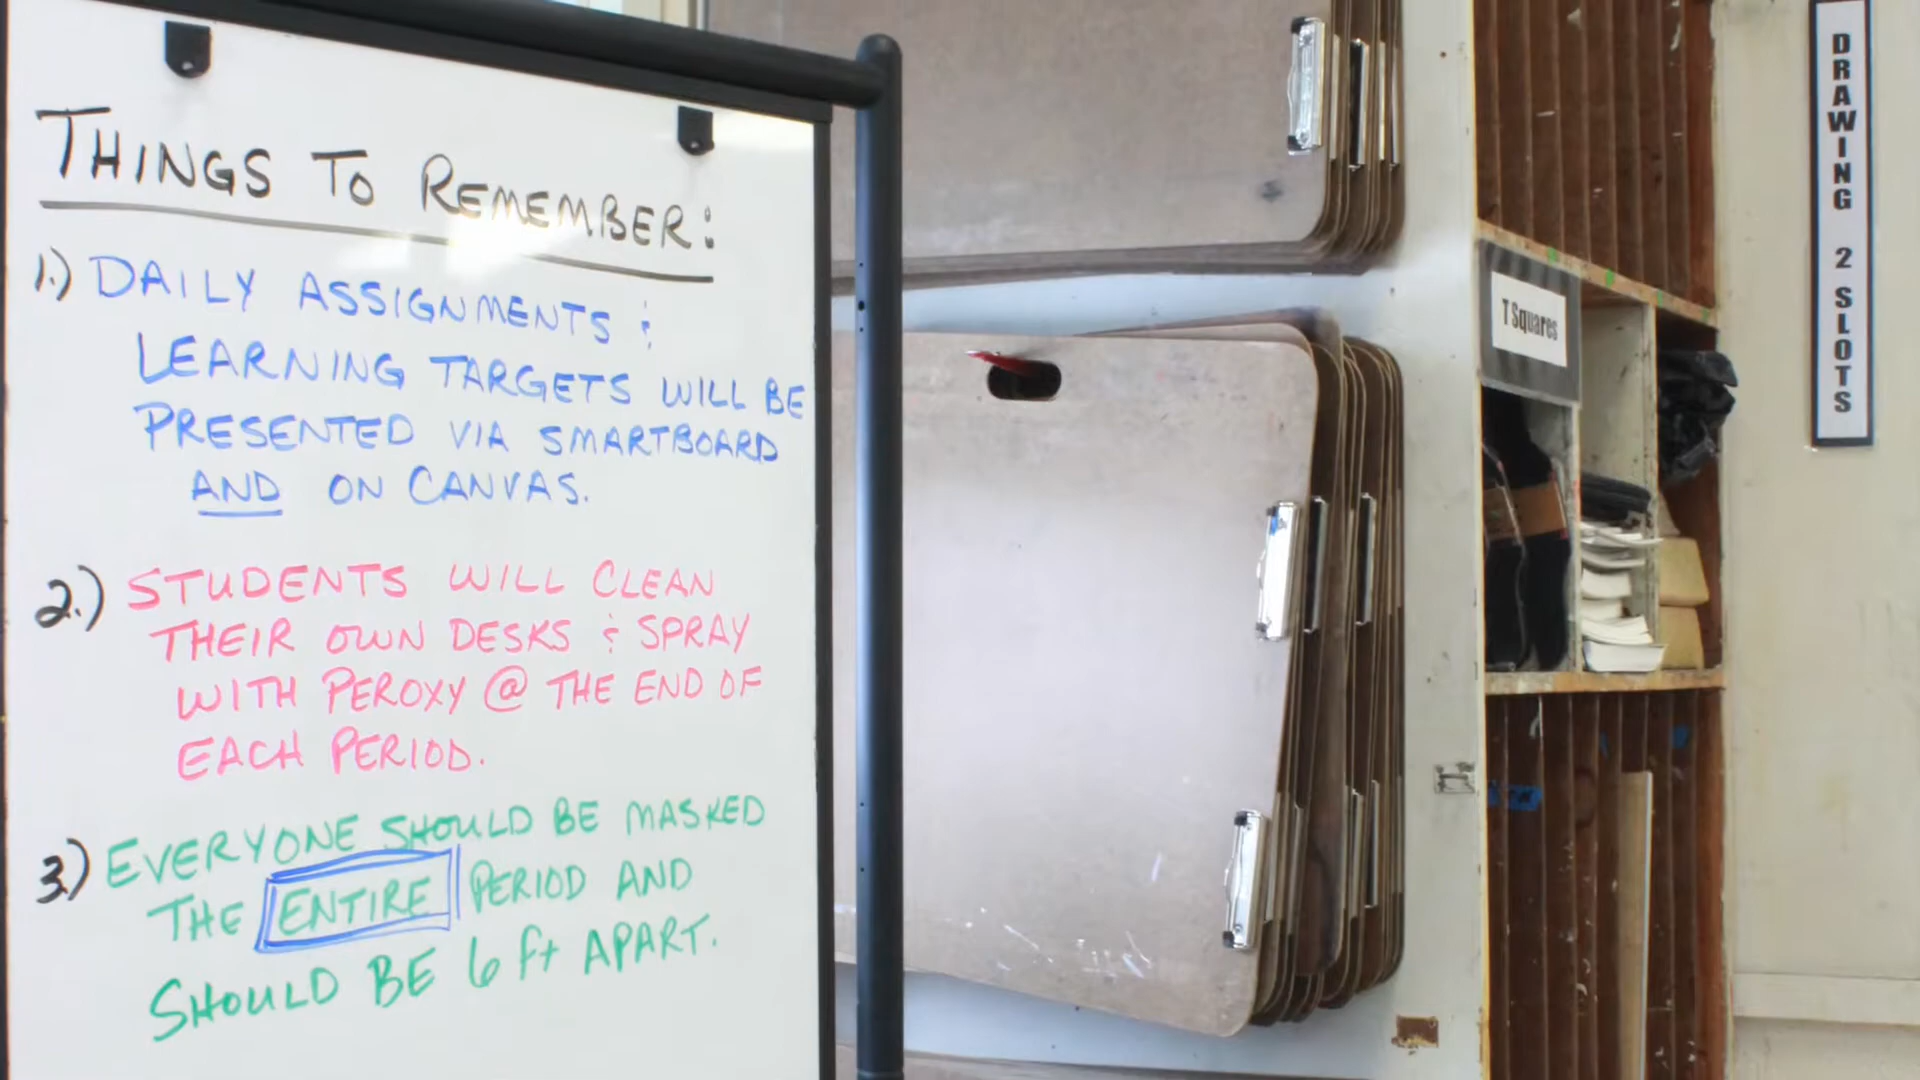 THINGS TO REMEMBER:
1.) DAILY ASSIGNMENTS &
LEARNING TARGETS WILL BE
PRESENTED VIA SMARTBOARD
AND ON CANVAS.
2.) STUDENTS WILL CLEAN
THEIR OWN DESKS & SPRAY
WITH PEROXY @ THE END OF
EACH PERIOD.
3.) EVERYONE SHOULD BE MASKED
THE ENTIRE PERIOD AND
SHOULD BE 6 ft APART.
T Squares
DRAWING 2 SLOTS